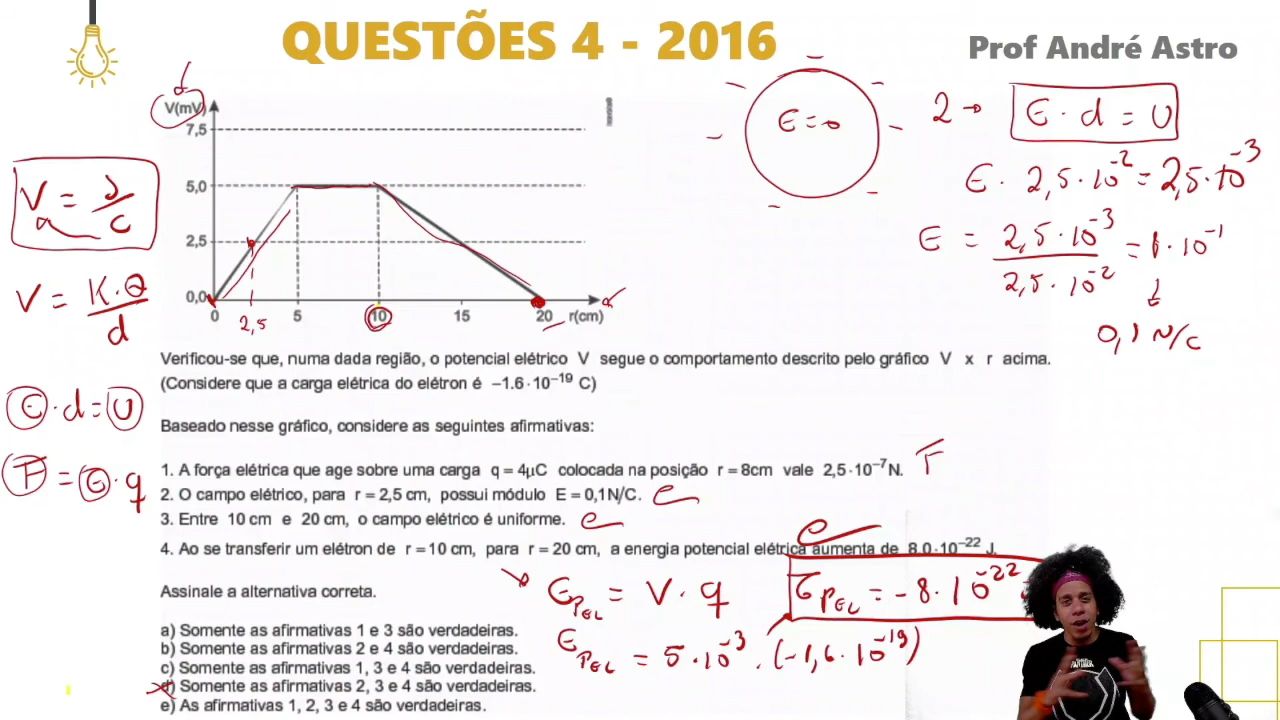 QUESTÕES 4 - 2016
Prof André Astro
V(mV)
7,5
5,0
2,5
0,0
0
2,5
5
10
15
20
r(cm)
E = 0
2 → E · d = U
E · 2,5·10⁻² = 2,5·10⁻³
E = 2,5·10⁻³ / 2,5·10⁻² = 1·10⁻¹
0,1 N/C
V = K·Q / d
E · d = U
F = E · q
Verificou-se que, numa dada região, o potencial elétrico V segue o comportamento descrito pelo gráfico V x r acima.
(Considere que a carga elétrica do elétron é −1.6·10⁻¹⁹ C)
Baseado nesse gráfico, considere as seguintes afirmativas:
1. A força elétrica que age sobre uma carga q = 4µC colocada na posição r = 8cm vale 2,5·10⁻⁷N. F
2. O campo elétrico, para r = 2,5 cm, possui módulo E = 0,1N/C. C
3. Entre 10 cm e 20 cm, o campo elétrico é uniforme. C
4. Ao se transferir um elétron de r = 10 cm, para r = 20 cm, a energia potencial elétrica aumenta de 8.0·10⁻²² J. C
Assinale a alternativa correta.
E PEL = V · q
E PEL = −8·10⁻²²
E PEL = 5·10⁻³ · (−1,6·10⁻¹⁹)
a) Somente as afirmativas 1 e 3 são verdadeiras.
b) Somente as afirmativas 2 e 4 são verdadeiras.
c) Somente as afirmativas 1, 3 e 4 são verdadeiras.
d) Somente as afirmativas 2, 3 e 4 são verdadeiras.
e) As afirmativas 1, 2, 3 e 4 são verdadeiras.